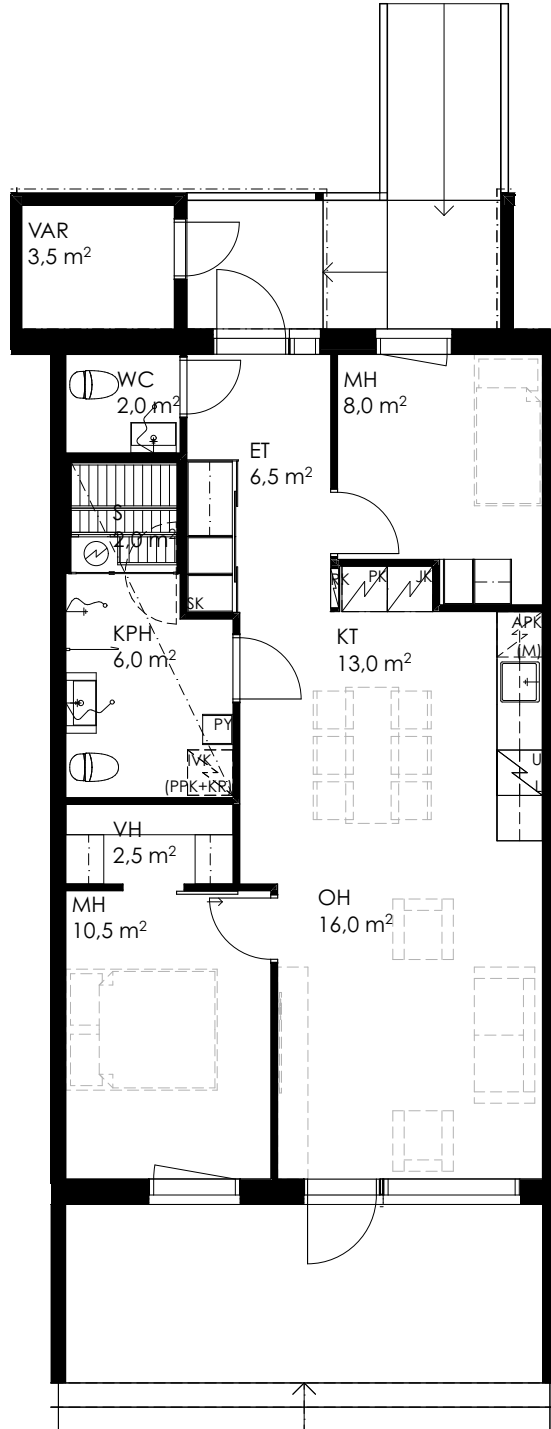 VAR
3,5 m²
WC
2,0 m²
MH
8,0 m²
ET
6,5 m²
S
2,0 m²
SK
PK
JK
KPH
6,0 m²
KT
13,0 m²
APK
(M)
PY
VK
(PPK+KR)
U
L
VH
2,5 m²
MH
10,5 m²
OH
16,0 m²